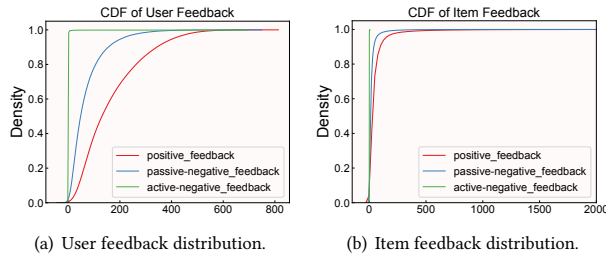 CDF of User Feedback
Density
1.0
0.8
0.6
0.4
0.2
0.0
positive_feedback
passive-negative_feedback
active-negative_feedback
0 200 400 600 800
(a) User feedback distribution.
CDF of Item Feedback
Density
1.0
0.8
0.6
0.4
0.2
0.0
positive_feedback
passive-negative_feedback
active-negative_feedback
0 500 1000 1500 2000
(b) Item feedback distribution.